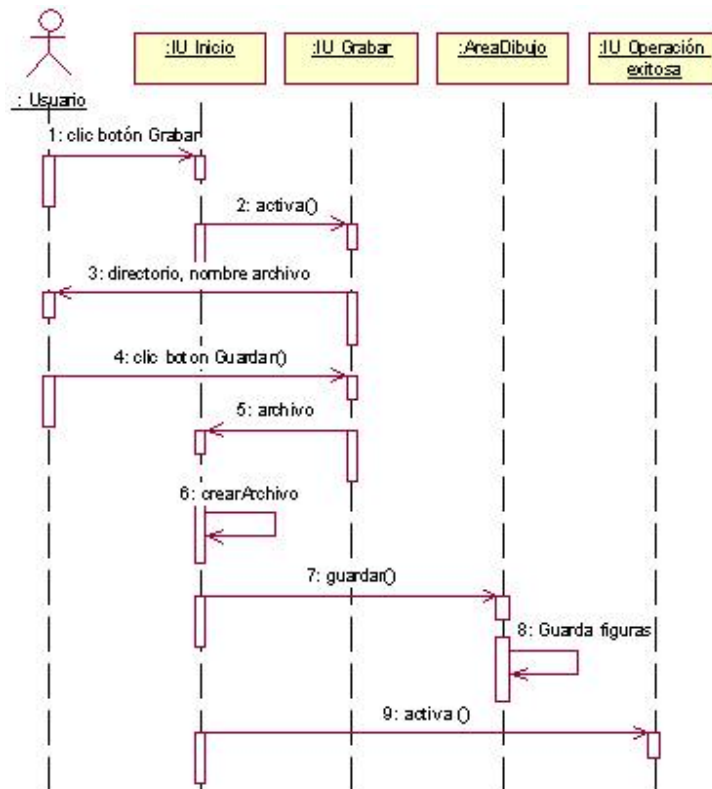 :IU Inicio
:IU Grabar
:AreaDibujo
:IU Operación
exitosa
: Usuario
1: clic botón Grabar
2: activa()
3: directorio, nombre archivo
4: clic boton Guardar()
5: archivo
6: crearArchivo
7: guardar()
8: Guarda figuras
9: activa ()